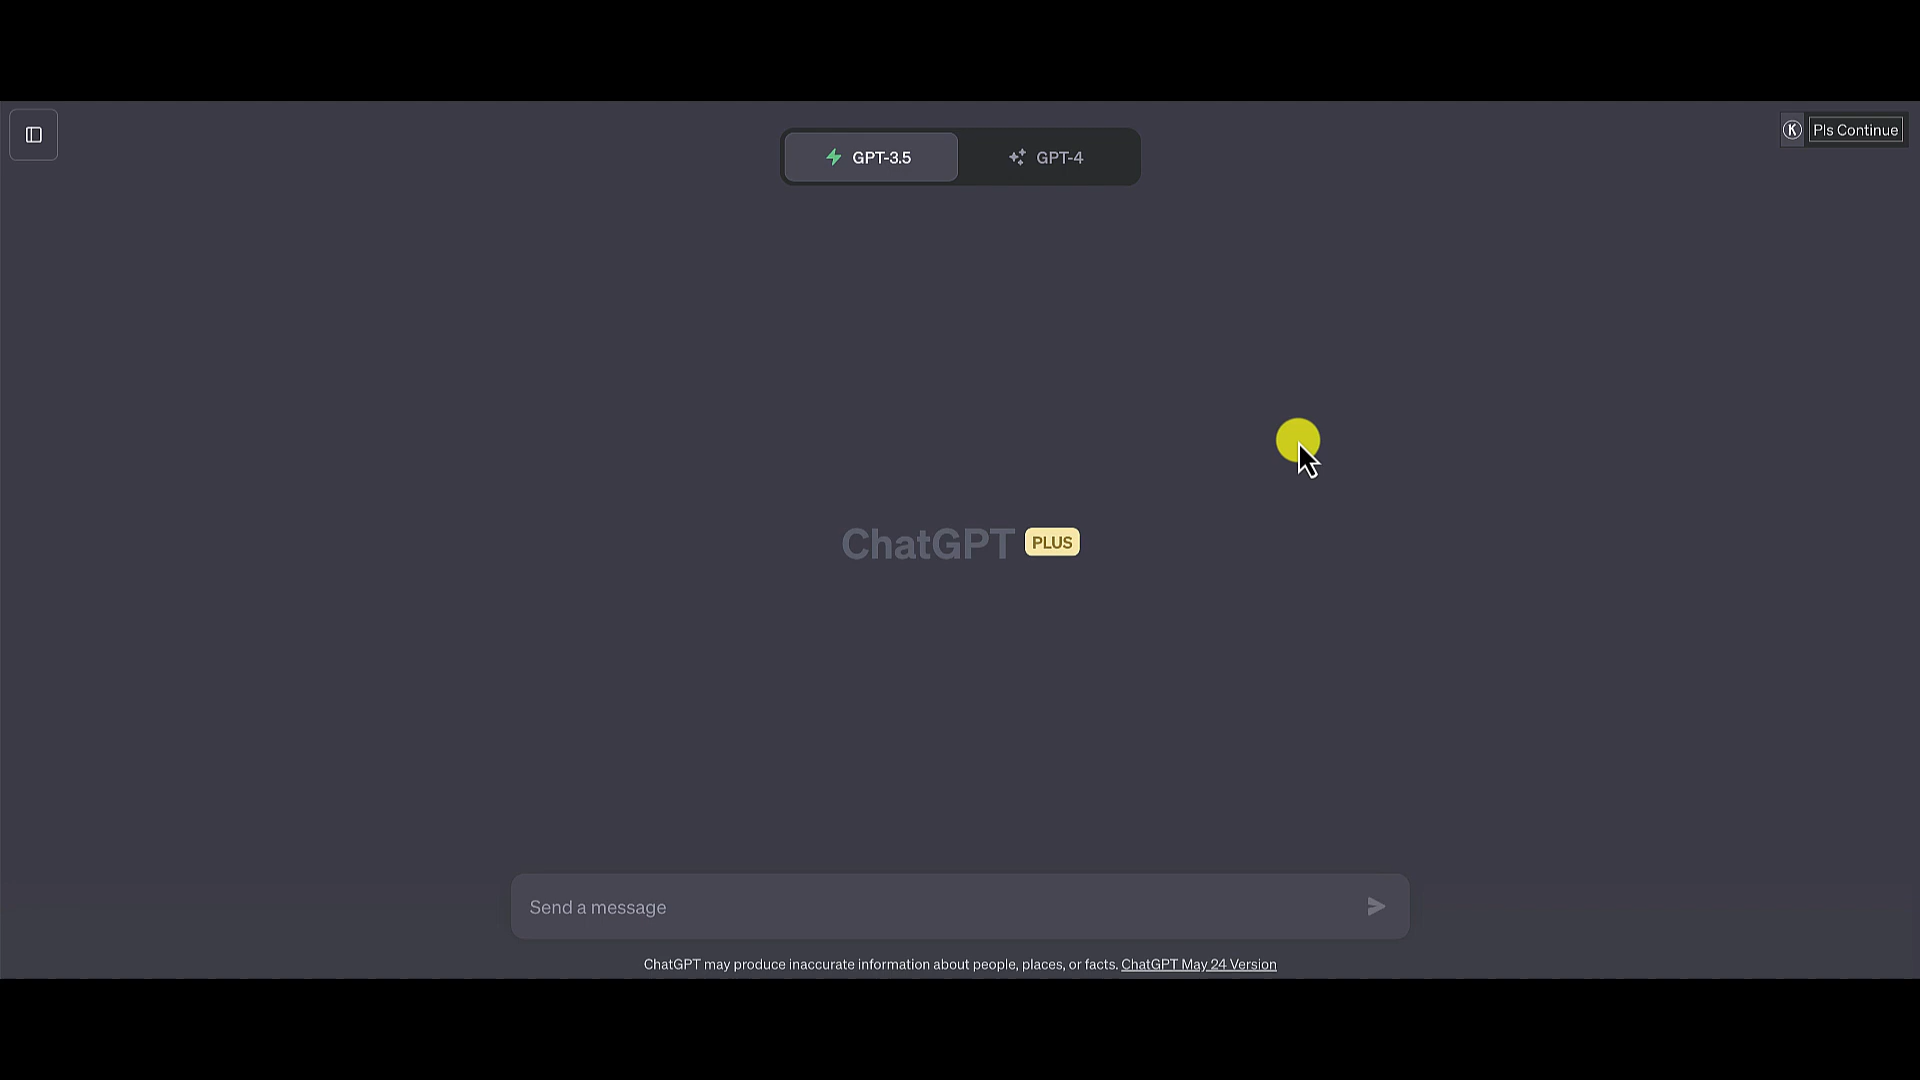 K Pls Continue
GPT-3.5 GPT-4
ChatGPT PLUS
Send a message
ChatGPT may produce inaccurate information about people, places, or facts. ChatGPT May 24 Version